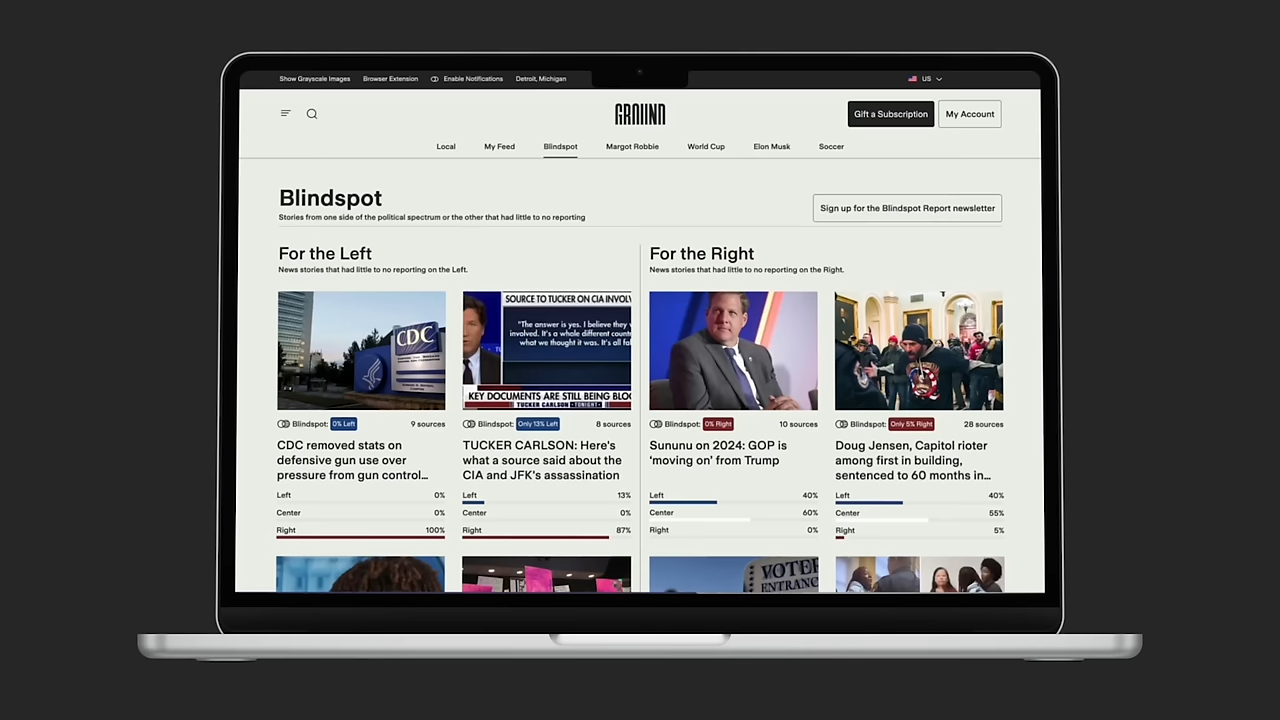 Show Grayscale Images
Browser Extension
Enable Notifications
Detroit, Michigan
US
GROUND
Gift a Subscription
My Account
Local
My Feed
Blindspot
Margot Robbie
World Cup
Elon Musk
Soccer
Blindspot
Stories from one side of the political spectrum or the other that had little to no reporting
Sign up for the Blindspot Report newsletter
For the Left
News stories that had little to no reporting on the Left.
CDC
Blindspot: 0% Left
9 sources
CDC removed stats on
defensive gun use over
pressure from gun control...
Left 0%
Center 0%
Right 100%
SOURCE TO TUCKER ON CIA INVOLV
"The answer is yes. I believe they
involved. It's a whole different count
what we thought it was. It's all fa
KEY DOCUMENTS ARE STILL BEING BLO
TUCKER CARLSON TONIGHT
Blindspot: Only 13% Left
8 sources
TUCKER CARLSON: Here's
what a source said about the
CIA and JFK's assassination
Left 13%
Center 0%
Right 87%
For the Right
News stories that had little to no reporting on the Right.
Blindspot: 0% Right
10 sources
Sununu on 2024: GOP is
‘moving on’ from Trump
Left 40%
Center 60%
Right 0%
Blindspot: Only 5% Right
28 sources
Doug Jensen, Capitol rioter
among first in building,
sentenced to 60 months in...
Left 40%
Center 55%
Right 5%
VOTER
ENTRANC